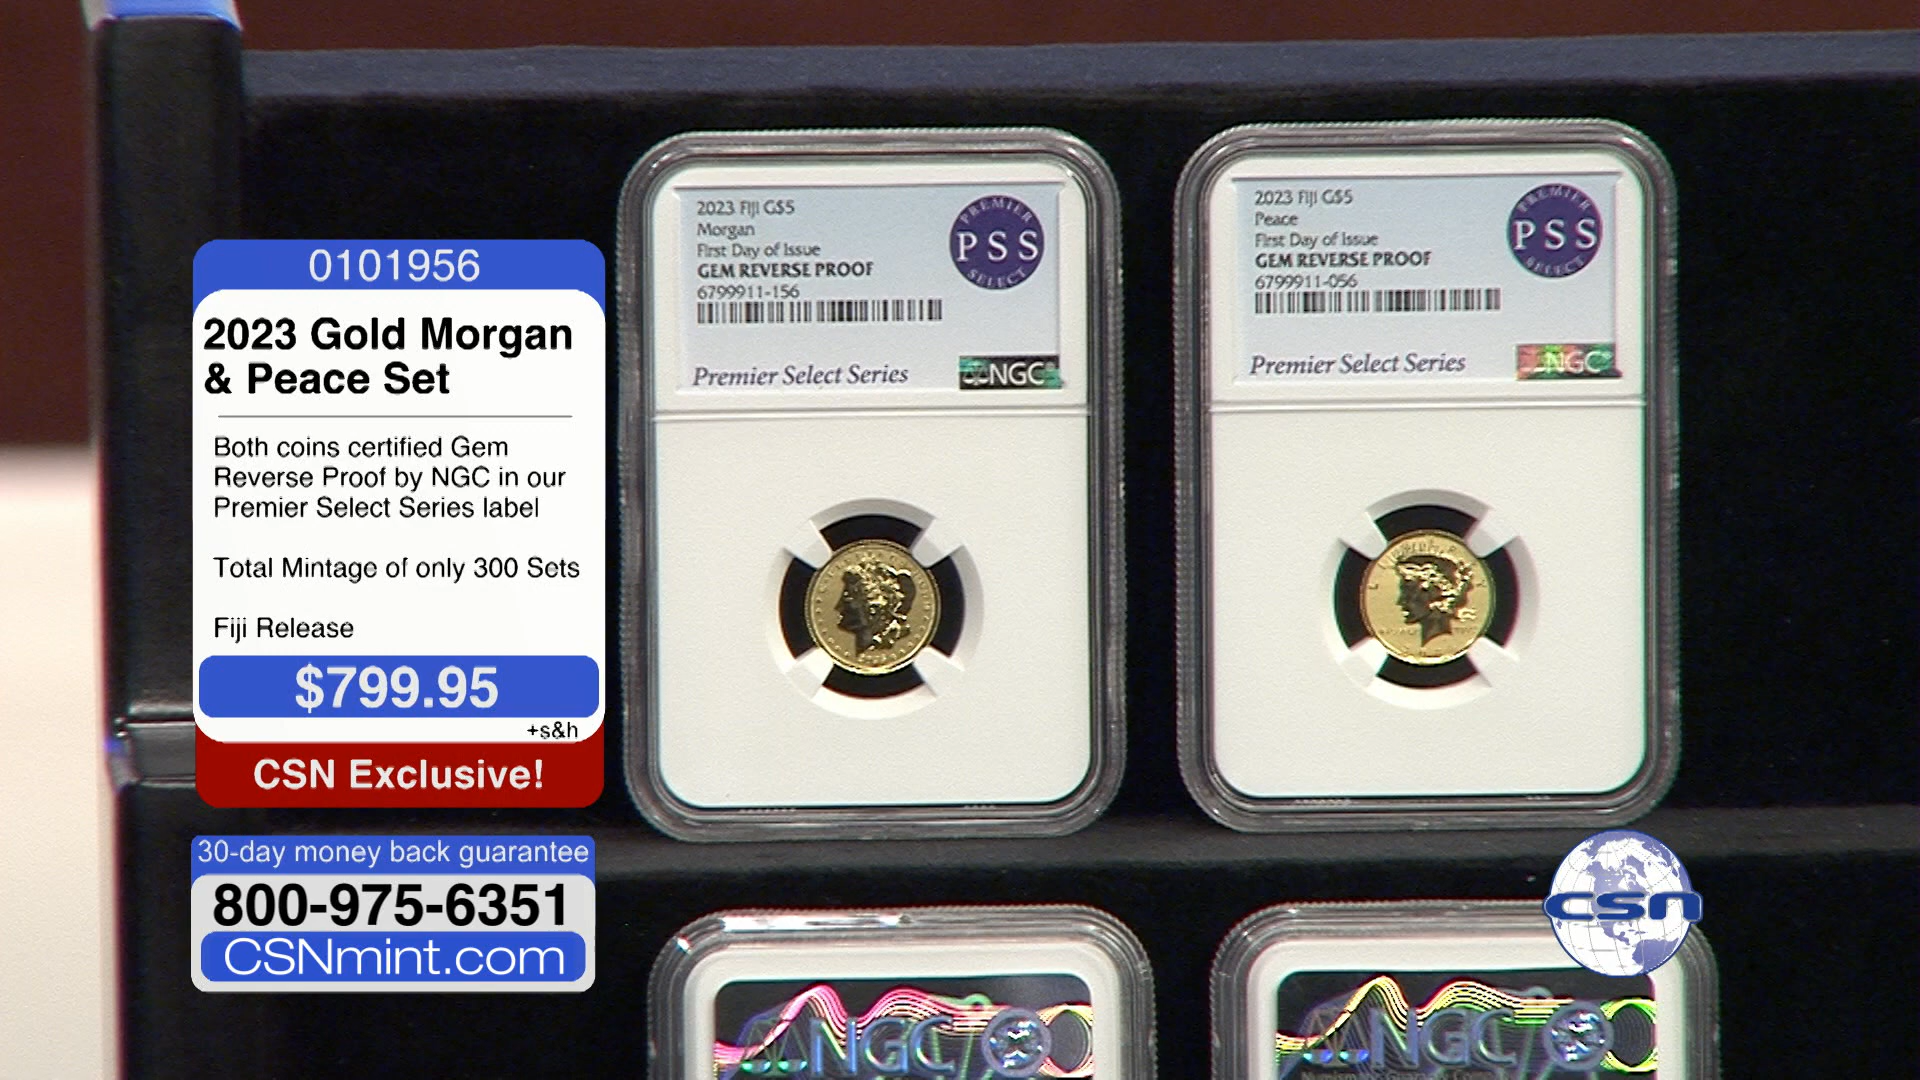 0101956
2023 Gold Morgan
& Peace Set
Both coins certified Gem
Reverse Proof by NGC in our
Premier Select Series label
Total Mintage of only 300 Sets
Fiji Release
$799.95
+s&h
CSN Exclusive!
30-day money back guarantee
800-975-6351
CSNmint.com
2023 Fiji G$5
Morgan
First Day of Issue
GEM REVERSE PROOF
6799911-156
Premier Select Series
NGC
PREMIER
PSS
SELECT
2023 Fiji G$5
Peace
First Day of Issue
GEM REVERSE PROOF
6799911-056
Premier Select Series
NGC
PREMIER
PSS
SELECT
csn
NGC
NGC